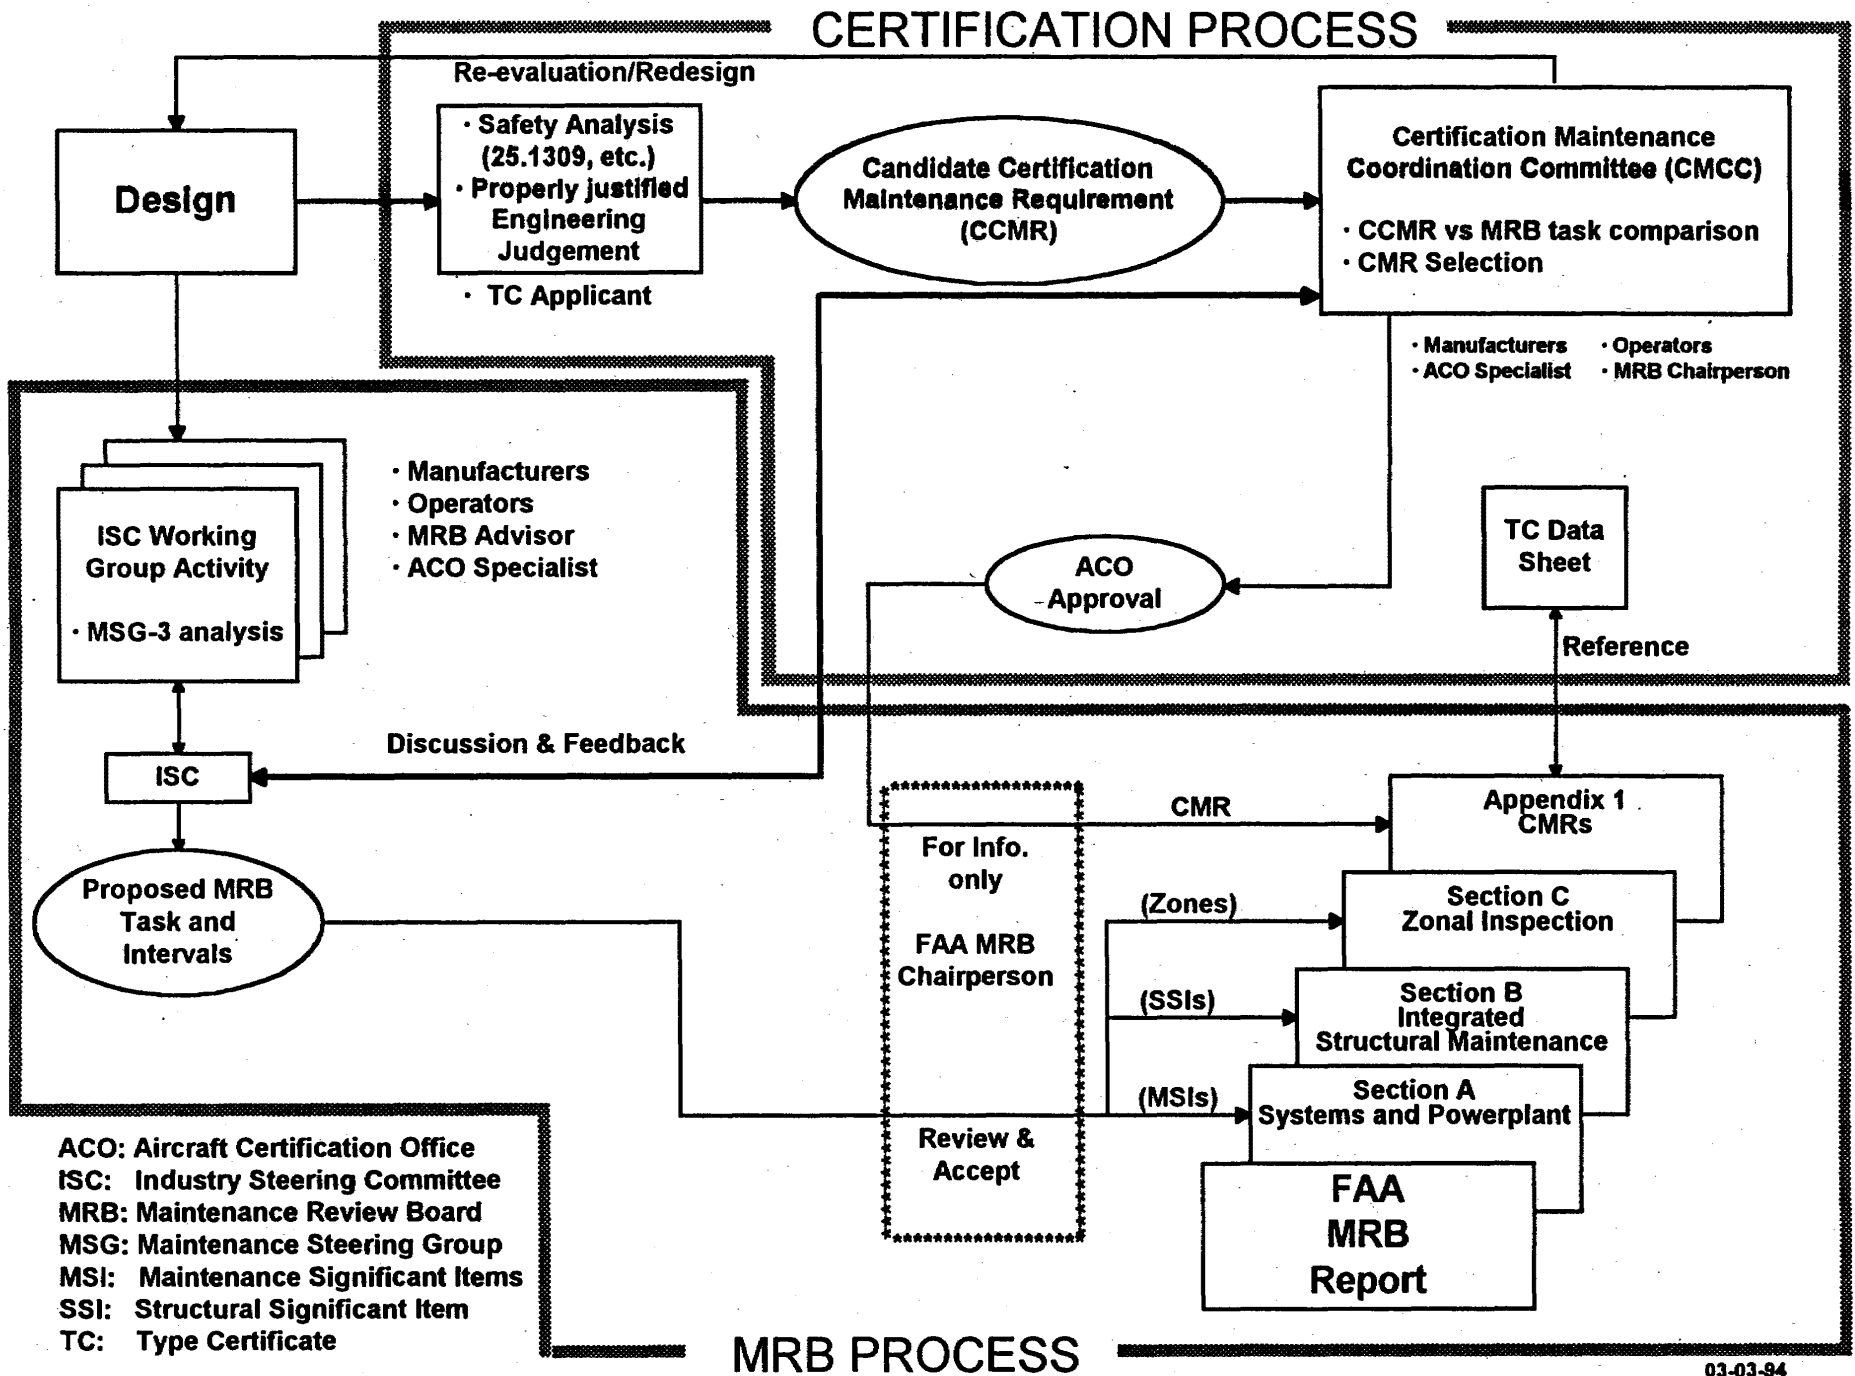 CERTIFICATION PROCESS
Re-evaluation/Redesign
Design
· Safety Analysis
(25.1309, etc.)
· Properly justified
Engineering
Judgement
· TC Applicant
Candidate Certification
Maintenance Requirement
(CCMR)
Certification Maintenance
Coordination Committee (CMCC)
· CCMR vs MRB task comparison
· CMR Selection
· Manufacturers · Operators
· ACO Specialist · MRB Chairperson
ISC Working
Group Activity
· MSG-3 analysis
· Manufacturers
· Operators
· MRB Advisor
· ACO Specialist
ACO
Approval
TC Data
Sheet
Reference
Discussion & Feedback
ISC
Proposed MRB
Task and
Intervals
For Info.
only
FAA MRB
Chairperson
Review &
Accept
CMR
(Zones)
(SSIs)
(MSIs)
Appendix 1
CMRs
Section C
Zonal Inspection
Section B
Integrated
Structural Maintenance
Section A
Systems and Powerplant
FAA
MRB
Report
ACO: Aircraft Certification Office
ISC: Industry Steering Committee
MRB: Maintenance Review Board
MSG: Maintenance Steering Group
MSI: Maintenance Significant Items
SSI: Structural Significant Item
TC: Type Certificate
MRB PROCESS
03-03-94